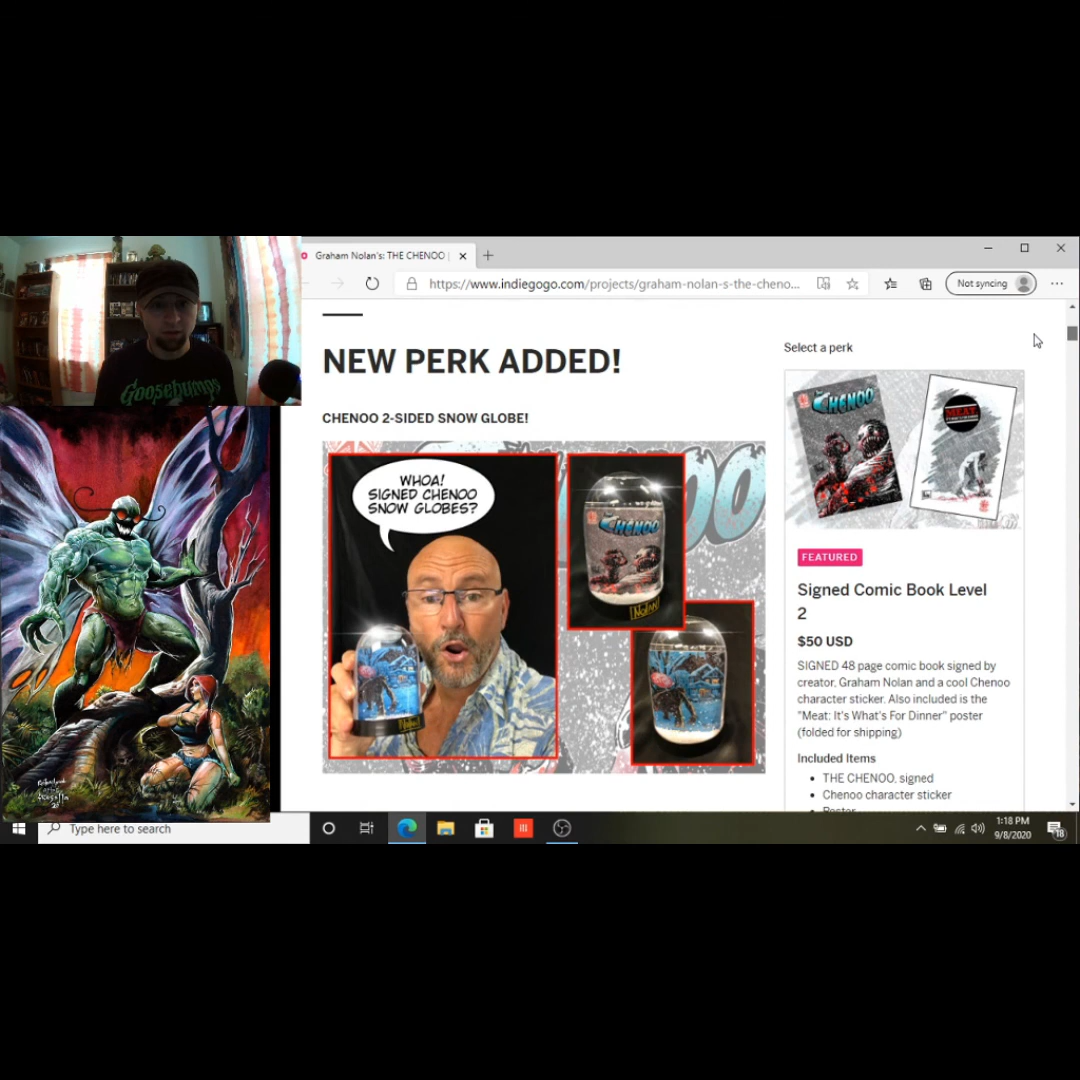 Graham Nolan's: THE CHENOO |
https://www.indiegogo.com/projects/graham-nolan-s-the-cheno...
Not syncing
Goosebumps
NEW PERK ADDED!
CHENOO 2-SIDED SNOW GLOBE!
WHOA!
SIGNED CHENOO
SNOW GLOBES?
CHENOO
NOLAN
NOLAN
Select a perk
CHENOO
MEAT
FEATURED
Signed Comic Book Level
2
$50 USD
SIGNED 48 page comic book signed by
creator, Graham Nolan and a cool Chenoo
character sticker. Also included is the
"Meat: It's What's For Dinner" poster
(folded for shipping)
Included Items
• THE CHENOO, signed
• Chenoo character sticker
• Poster
Type here to search
1:18 PM
9/8/2020
18